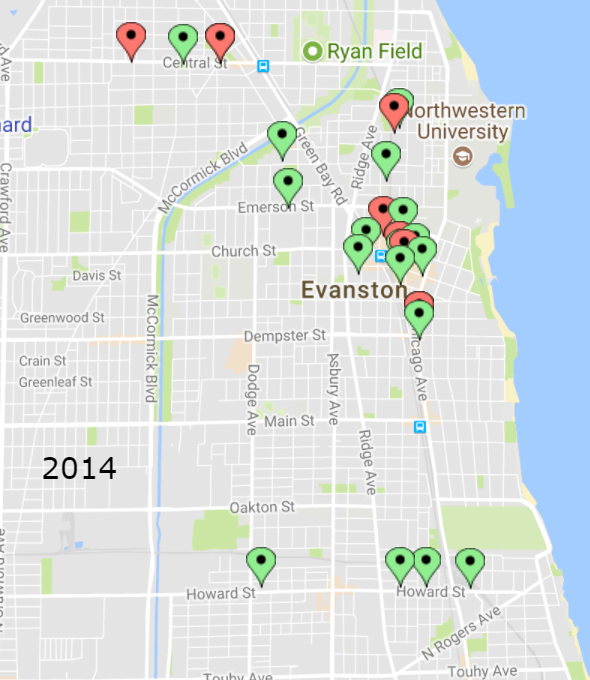 Central St
Ryan Field
Northwestern
University
Ridge Ave
Green Bay Rd
McCormick Blvd
Crawford Ave
Emerson St
Church St
Davis St
Evanston
Greenwood St
McCormick Blvd
Dempster St
Chicago Ave
Crain St
Greenleaf St
Dodge Ave
Asbury Ave
Main St
Ridge Ave
2014
Oakton St
Howard St
Howard St
N Rogers Ave
Touhy Ave
Touhy Ave